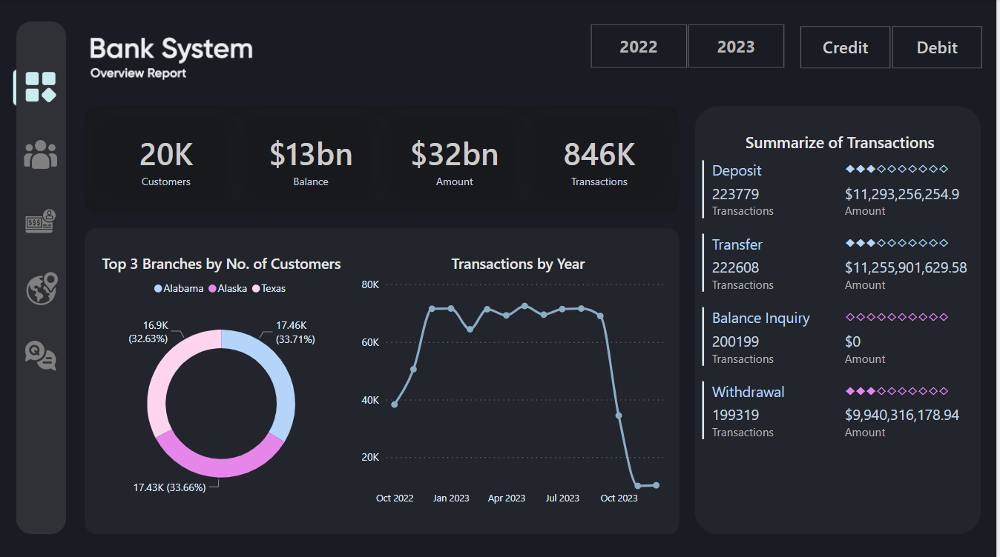 Bank System
Overview Report
2022
2023
Credit
Debit
20K
Customers
$13bn
Balance
$32bn
Amount
846K
Transactions
Top 3 Branches by No. of Customers
Alabama Alaska Texas
16.9K
(32.63%)
17.46K
(33.71%)
17.43K (33.66%)
Transactions by Year
80K
60K
40K
20K
Oct 2022 Jan 2023 Apr 2023 Jul 2023 Oct 2023
Summarize of Transactions
Deposit
223779
Transactions
$11,293,256,254.9
Amount
Transfer
222608
Transactions
$11,255,901,629.58
Amount
Balance Inquiry
200199
Transactions
$0
Amount
Withdrawal
199319
Transactions
$9,940,316,178.94
Amount
$$$
Q